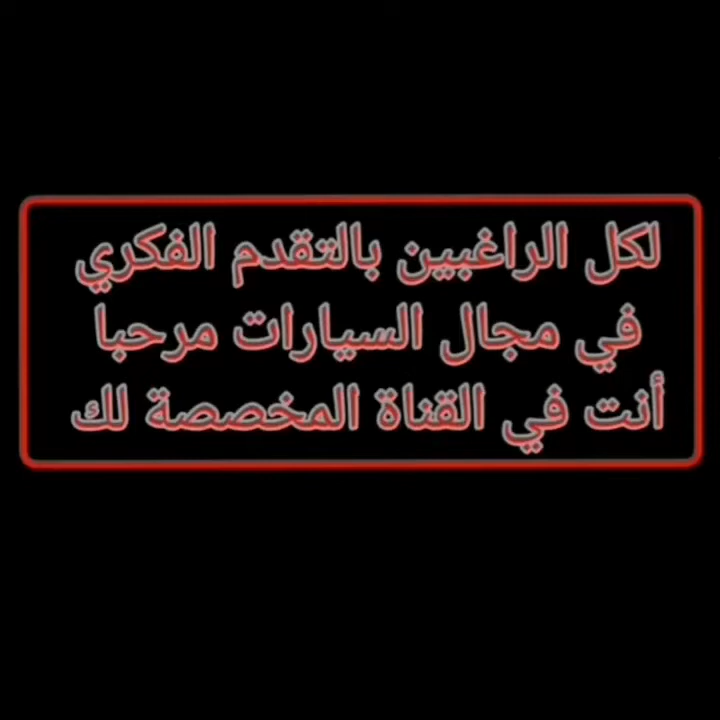 لكل الراغبين بالتقدم الفكري
في مجال السيارات مرحبا
أنت في القناة المخصصة لك